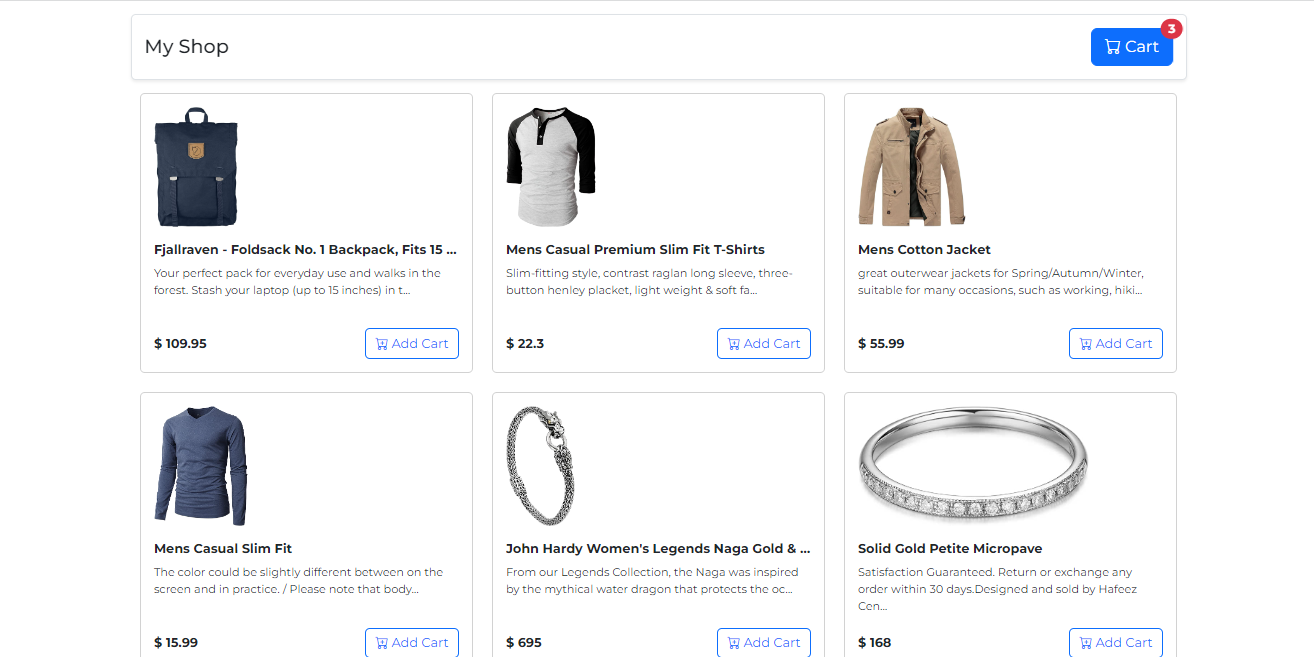 My Shop
Cart
3
Fjallraven - Foldsack No. 1 Backpack, Fits 15 ...
Your perfect pack for everyday use and walks in the
forest. Stash your laptop (up to 15 inches) in t...
$ 109.95
Add Cart
Mens Casual Premium Slim Fit T-Shirts
Slim-fitting style, contrast raglan long sleeve, three-
button henley placket, light weight & soft fa...
$ 22.3
Add Cart
Mens Cotton Jacket
great outerwear jackets for Spring/Autumn/Winter,
suitable for many occasions, such as working, hiki...
$ 55.99
Add Cart
Mens Casual Slim Fit
The color could be slightly different between on the
screen and in practice. / Please note that body...
$ 15.99
Add Cart
John Hardy Women's Legends Naga Gold & ...
From our Legends Collection, the Naga was inspired
by the mythical water dragon that protects the oc...
$ 695
Add Cart
Solid Gold Petite Micropave
Satisfaction Guaranteed. Return or exchange any
order within 30 days.Designed and sold by Hafeez
Cen...
$ 168
Add Cart